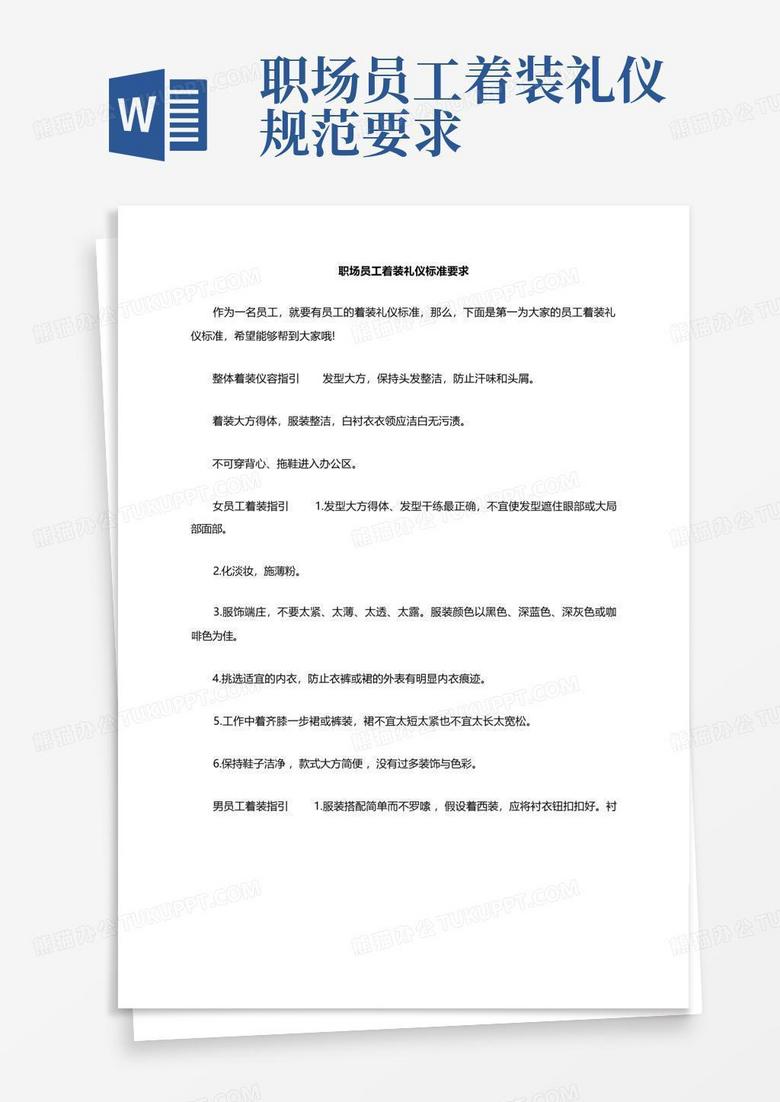 W
职场员工着装礼仪
规范要求
职场员工着装礼仪标准要求
作为一名员工，就要有员工的着装礼仪标准，那么，下面是第一为大家的员工着装礼
仪标准，希望能够帮到大家哦!
整体着装仪容指引 发型大方，保持头发整洁，防止汗味和头屑。
着装大方得体，服装整洁，白衬衣衣领应洁白无污渍。
不可穿背心、拖鞋进入办公区。
女员工着装指引 1.发型大方得体、发型干练最正确，不宜使发型遮住眼部或大局
部面部。
2.化淡妆，施薄粉。
3.服饰端庄，不要太紧、太薄、太透、太露。服装颜色以黑色、深蓝色、深灰色或咖
啡色为佳。
4.挑选适宜的内衣，防止衣裤或裙的外表有明显内衣痕迹。
5.工作中着齐膝一步裙或裤装，裙不宜太短太紧也不宜太长太宽松。
6.保持鞋子洁净 ，款式大方简便 ，没有过多装饰与色彩。
男员工着装指引 1.服装搭配简单而不罗嗦 ，假设着西装，应将衬衣钮扣扣好。衬
熊猫办公TUKUPPT.COM